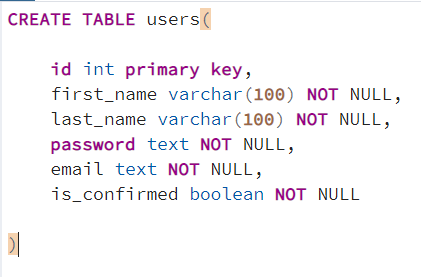 CREATE TABLE users(
id int primary key,
first_name varchar(100) NOT NULL,
last_name varchar(100) NOT NULL,
password text NOT NULL,
email text NOT NULL,
is_confirmed boolean NOT NULL
)